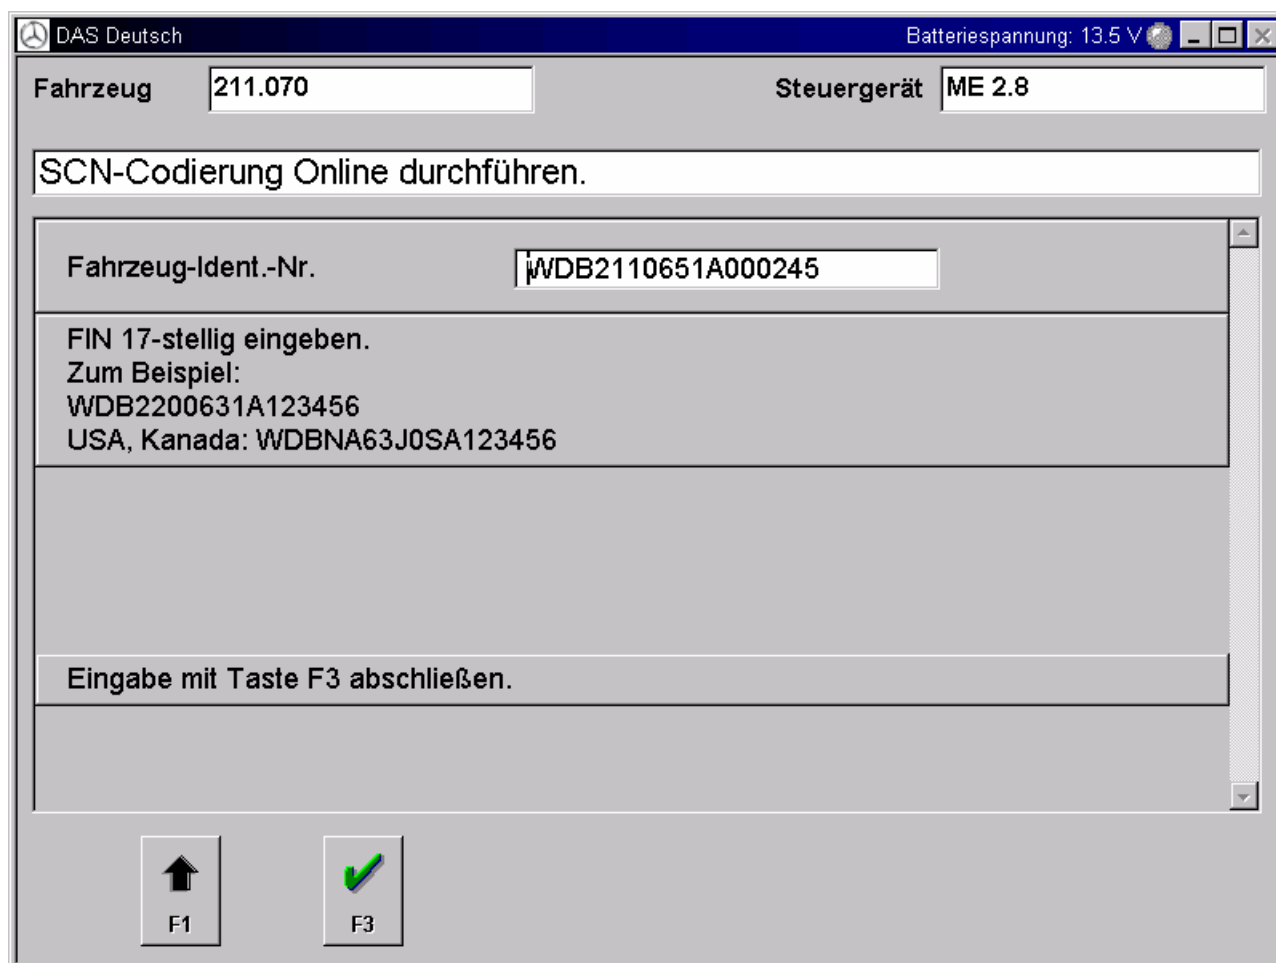 DAS Deutsch Batteriespannung: 13.5 V
Fahrzeug 211.070 Steuergerät ME 2.8
SCN-Codierung Online durchführen.
Fahrzeug-Ident.-Nr. WDB2110651A000245
FIN 17-stellig eingeben.
Zum Beispiel:
WDB2200631A123456
USA, Kanada: WDBNA63J0SA123456
Eingabe mit Taste F3 abschließen.
F1 F3